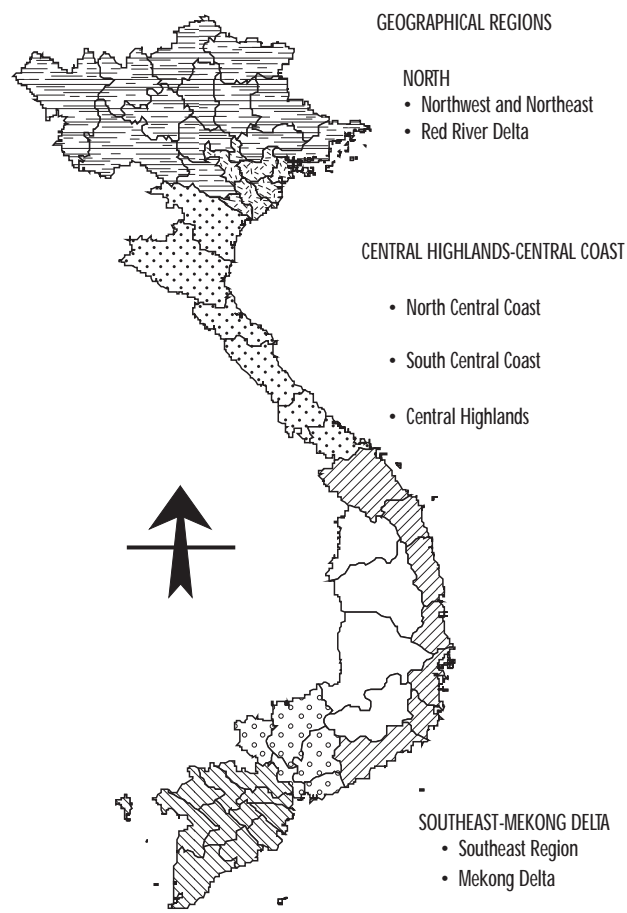 GEOGRAPHICAL REGIONS
NORTH
• Northwest and Northeast
• Red River Delta
CENTRAL HIGHLANDS-CENTRAL COAST
• North Central Coast
• South Central Coast
• Central Highlands
SOUTHEAST-MEKONG DELTA
• Southeast Region
• Mekong Delta